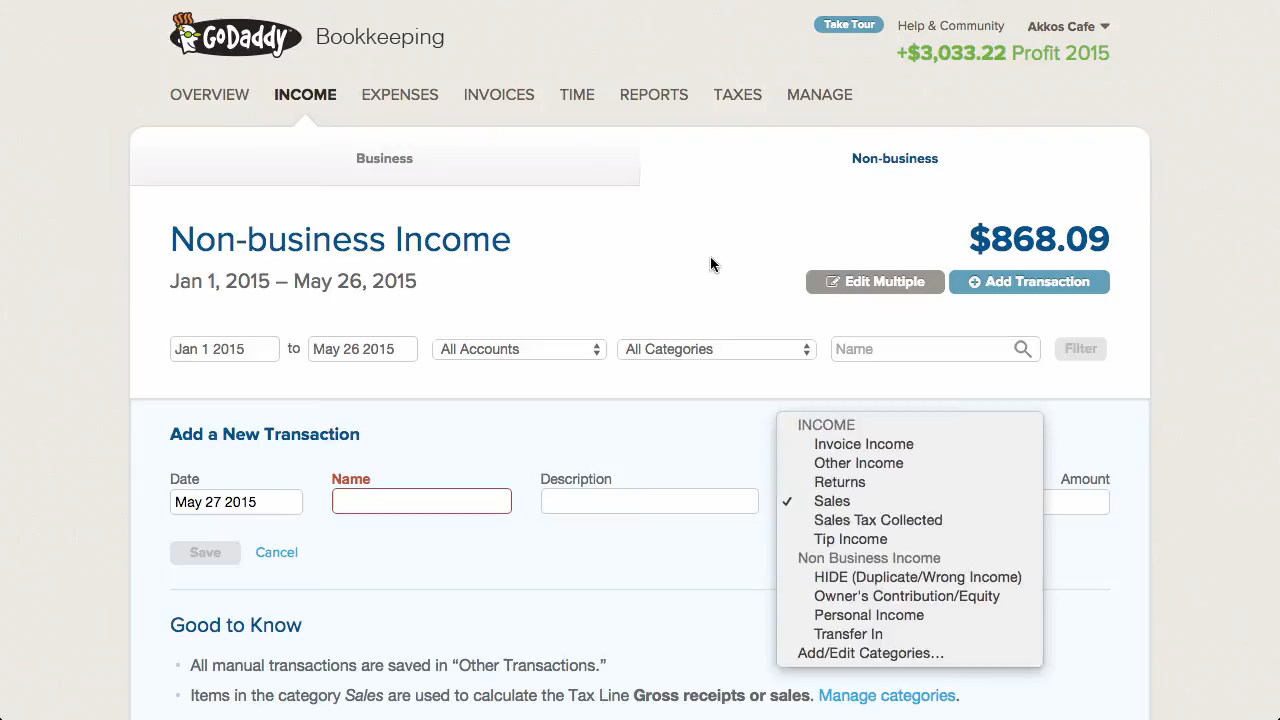 GoDaddy Bookkeeping
Take Tour Help & Community Akkos Cafe
+$3,033.22 Profit 2015
OVERVIEW INCOME EXPENSES INVOICES TIME REPORTS TAXES MANAGE
Business Non-business
Non-business Income $868.09
Jan 1, 2015 – May 26, 2015 Edit Multiple Add Transaction
Jan 1 2015 to May 26 2015 All Accounts All Categories Name Filter
Add a New Transaction
Date Name Description Amount
May 27 2015
Save Cancel
INCOME
Invoice Income
Other Income
Returns
✓ Sales
Sales Tax Collected
Tip Income
Non Business Income
HIDE (Duplicate/Wrong Income)
Owner's Contribution/Equity
Personal Income
Transfer In
Add/Edit Categories...
Good to Know
• All manual transactions are saved in “Other Transactions.”
• Items in the category Sales are used to calculate the Tax Line Gross receipts or sales. Manage categories.